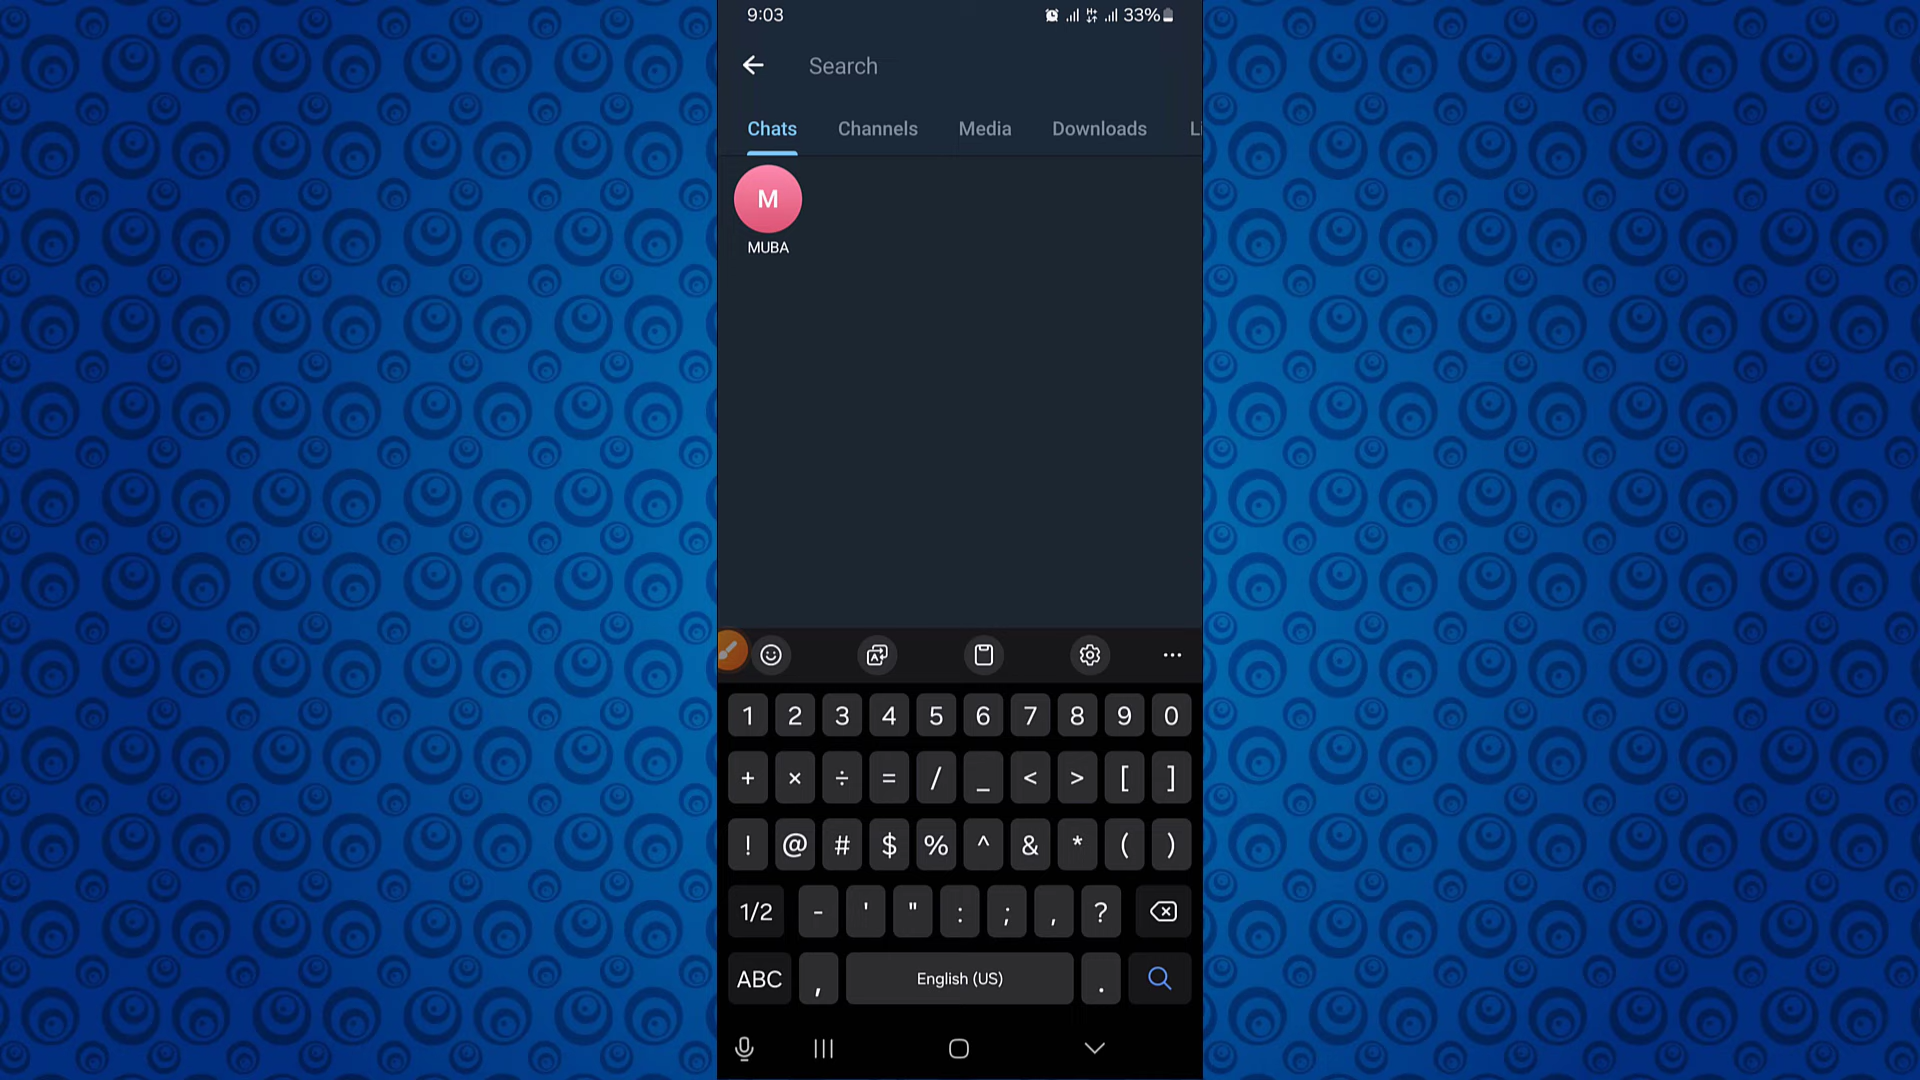 9:03
33%
Search
Chats Channels Media Downloads L
M
MUBA
1 2 3 4 5 6 7 8 9 0
+ × ÷ = / _ < > [ ]
! @ # $ % ^ & * ( )
1/2 - ' " : ; , ?
ABC , English (US) .